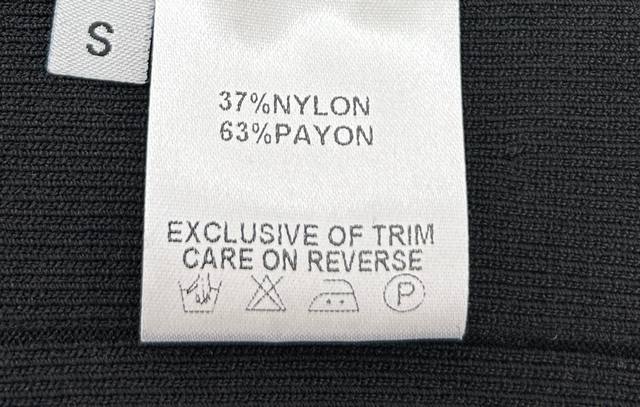 S
37%NYLON
63%PAYON
EXCLUSIVE OF TRIM
CARE ON REVERSE
P